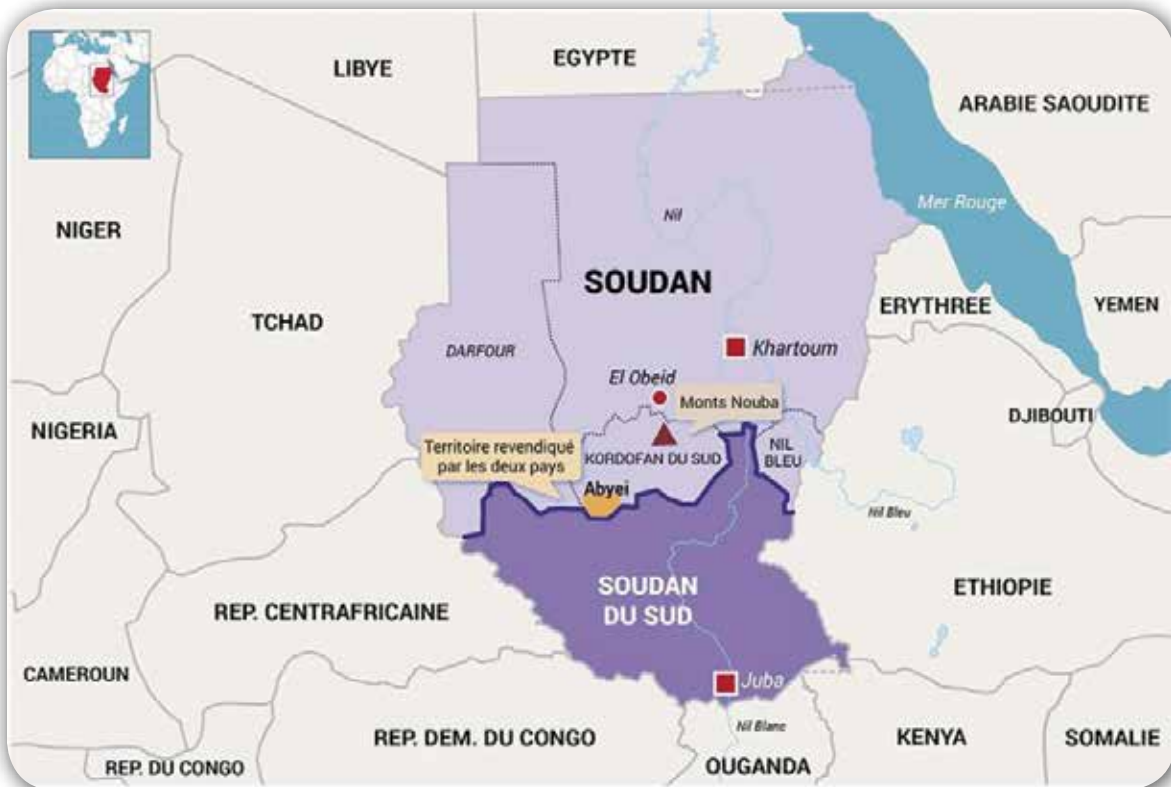 EGYPTE
LIBYE
ARABIE SAOUDITE
Mer Rouge
NIGER
Nil
SOUDAN
ERYTHREE
YEMEN
TCHAD
DARFOUR
Khartoum
El Obeid
Monts Nouba
DJIBOUTI
NIGERIA
Territoire revendiqué
par les deux pays
KORDOFAN DU SUD
NIL
BLEU
Abyei
Nil Bleu
SOUDAN
DU SUD
ETHIOPIE
REP. CENTRAFRICAINE
CAMEROUN
Juba
Nil Blanc
REP. DEM. DU CONGO
KENYA
SOMALIE
REP. DU CONGO
OUGANDA